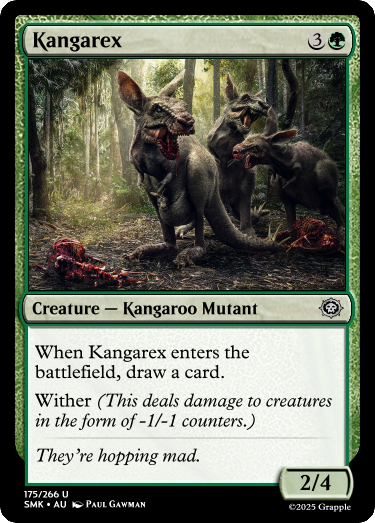 Kangarex 3
When Kangarex enters the
battlefield, draw a card.
Wither (This deals damage to creatures
in the form of -1/-1 counters.)
They're hopping mad.
Creature — Kangaroo Mutant
2/4
175/266 U
SMK • AU Paul Gawman
©2025 Grapple